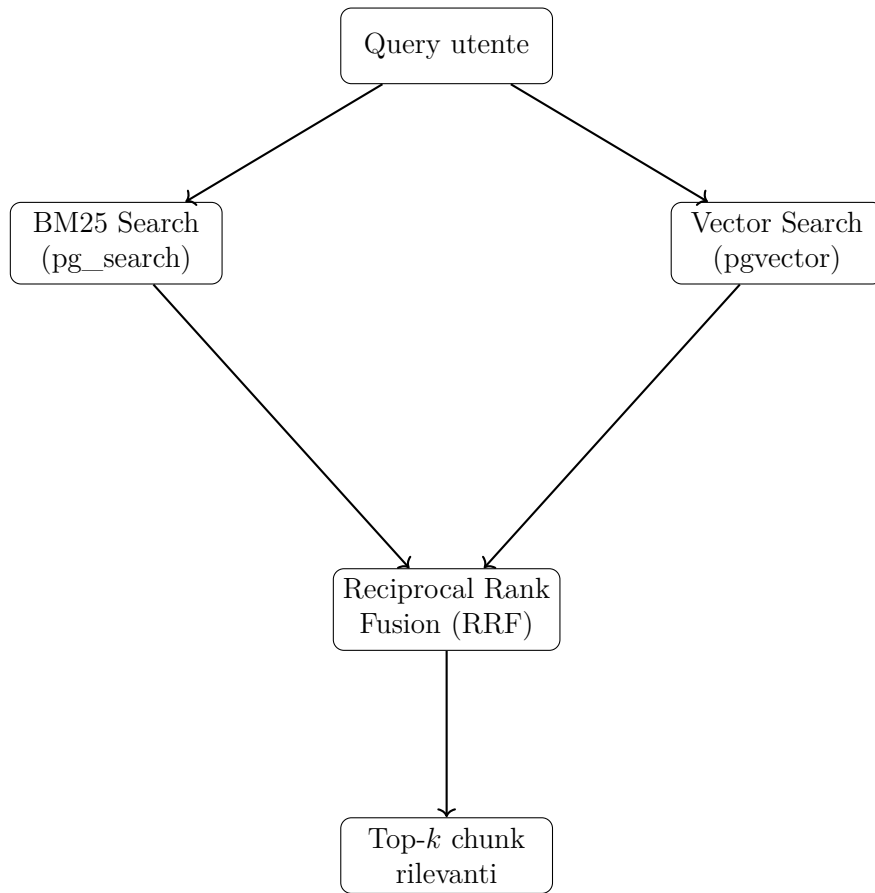 Query utente
BM25 Search
(pg_search)
Vector Search
(pgvector)
Reciprocal Rank
Fusion (RRF)
Top-k chunk
rilevanti